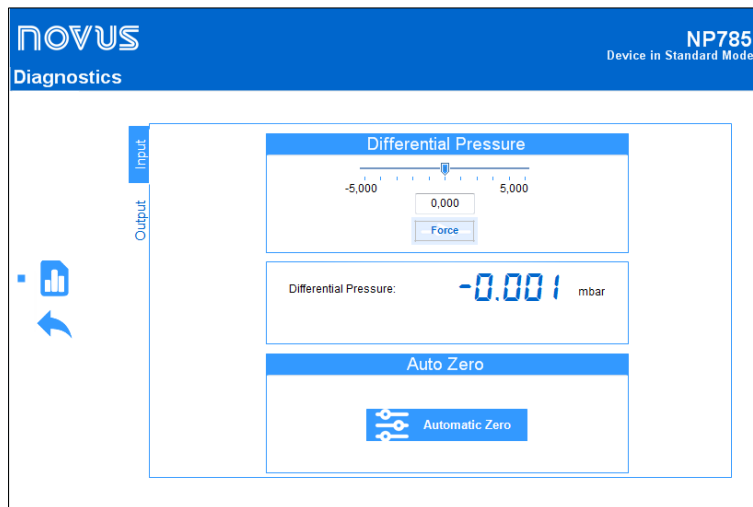 novus
NP785
Device in Standard Mode
Diagnostics
Input
Output
Differential Pressure
-5,000 5,000
0,000
Force
Differential Pressure: -0.001 mbar
Auto Zero
Automatic Zero